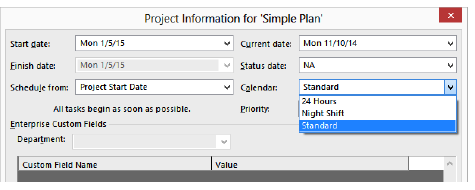 Project Information for 'Simple Plan'
Start date: Mon 1/5/15 Current date: Mon 11/10/14
Finish date: Mon 1/5/15 Status date: NA
Schedule from: Project Start Date Calendar: Standard
24 Hours
All tasks begin as soon as possible. Priority: Night Shift
Enterprise Custom Fields Standard
Department:
Custom Field Name Value